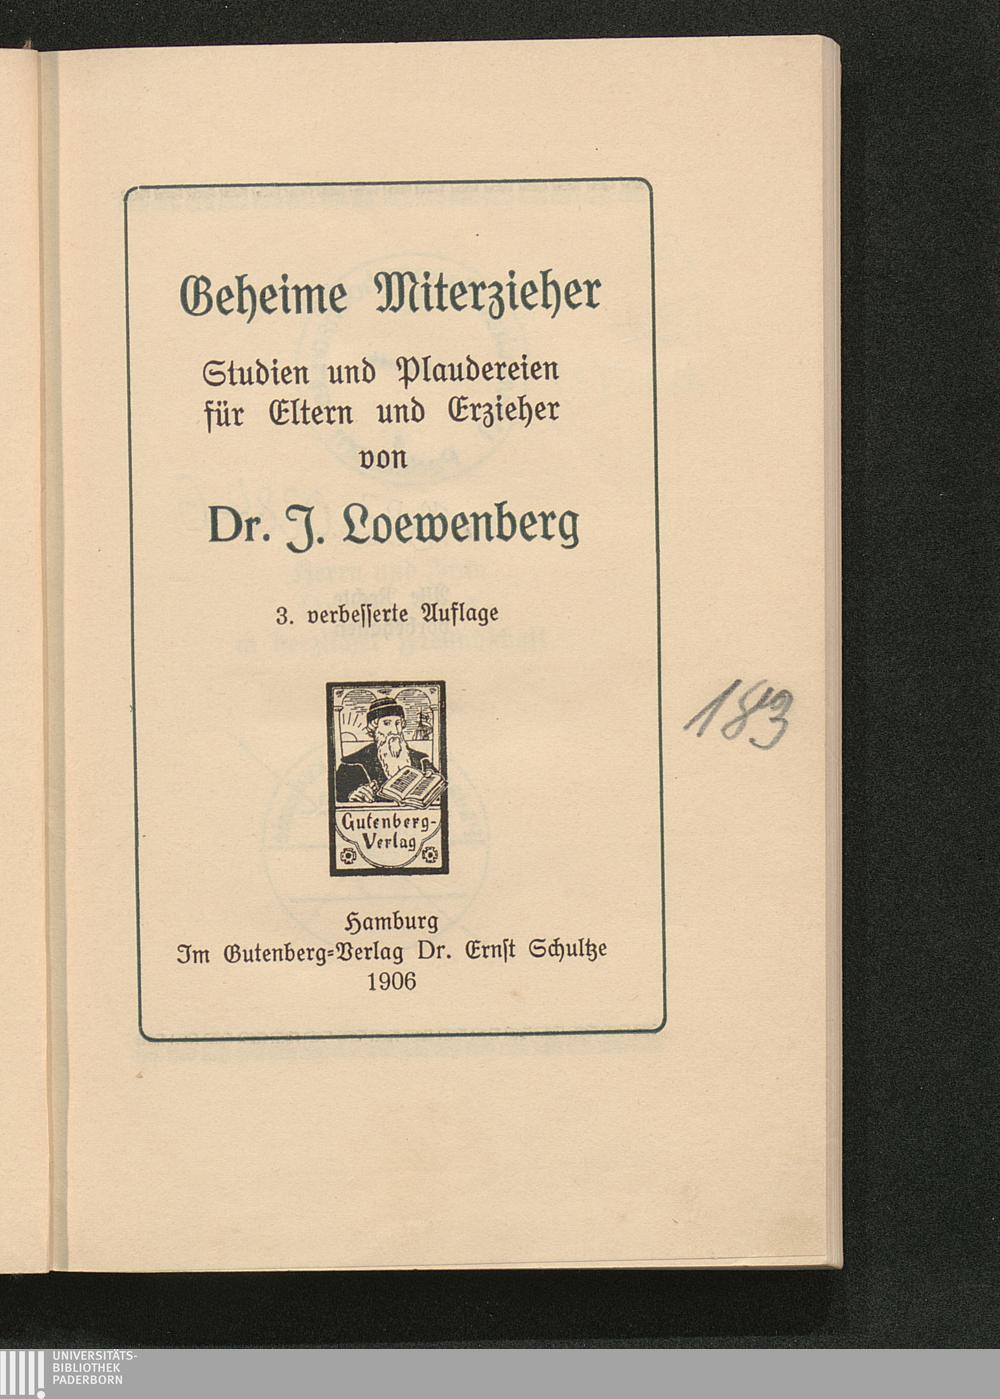 Geheime Miterzieher
Studien und Plaudereien
für Eltern und Erzieher
von
Dr. J. Loewenberg
3. verbesserte Auflage
183
Gutenberg-
Verlag
Hamburg
Im Gutenberg-Verlag Dr. Ernst Schultze
1906
UNIVERSITÄTS-
BIBLIOTHEK
PADERBORN